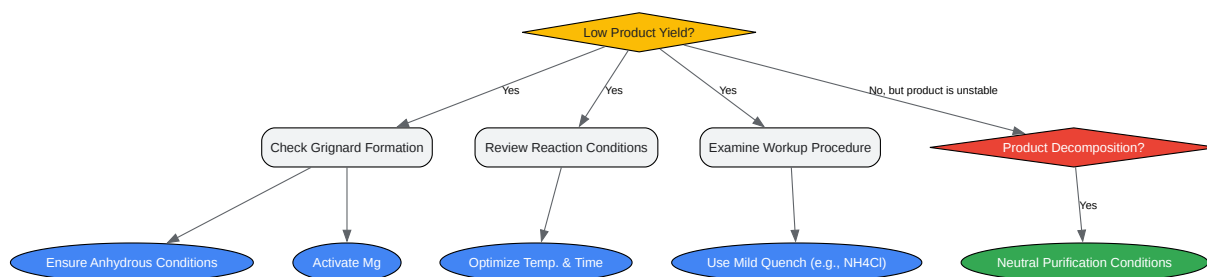 Low Product Yield?
Yes
Yes
Yes
No, but product is unstable
Check Grignard Formation
Review Reaction Conditions
Examine Workup Procedure
Product Decomposition?
Yes
Ensure Anhydrous Conditions
Activate Mg
Optimize Temp. & Time
Use Mild Quench (e.g., NH4Cl)
Neutral Purification Conditions